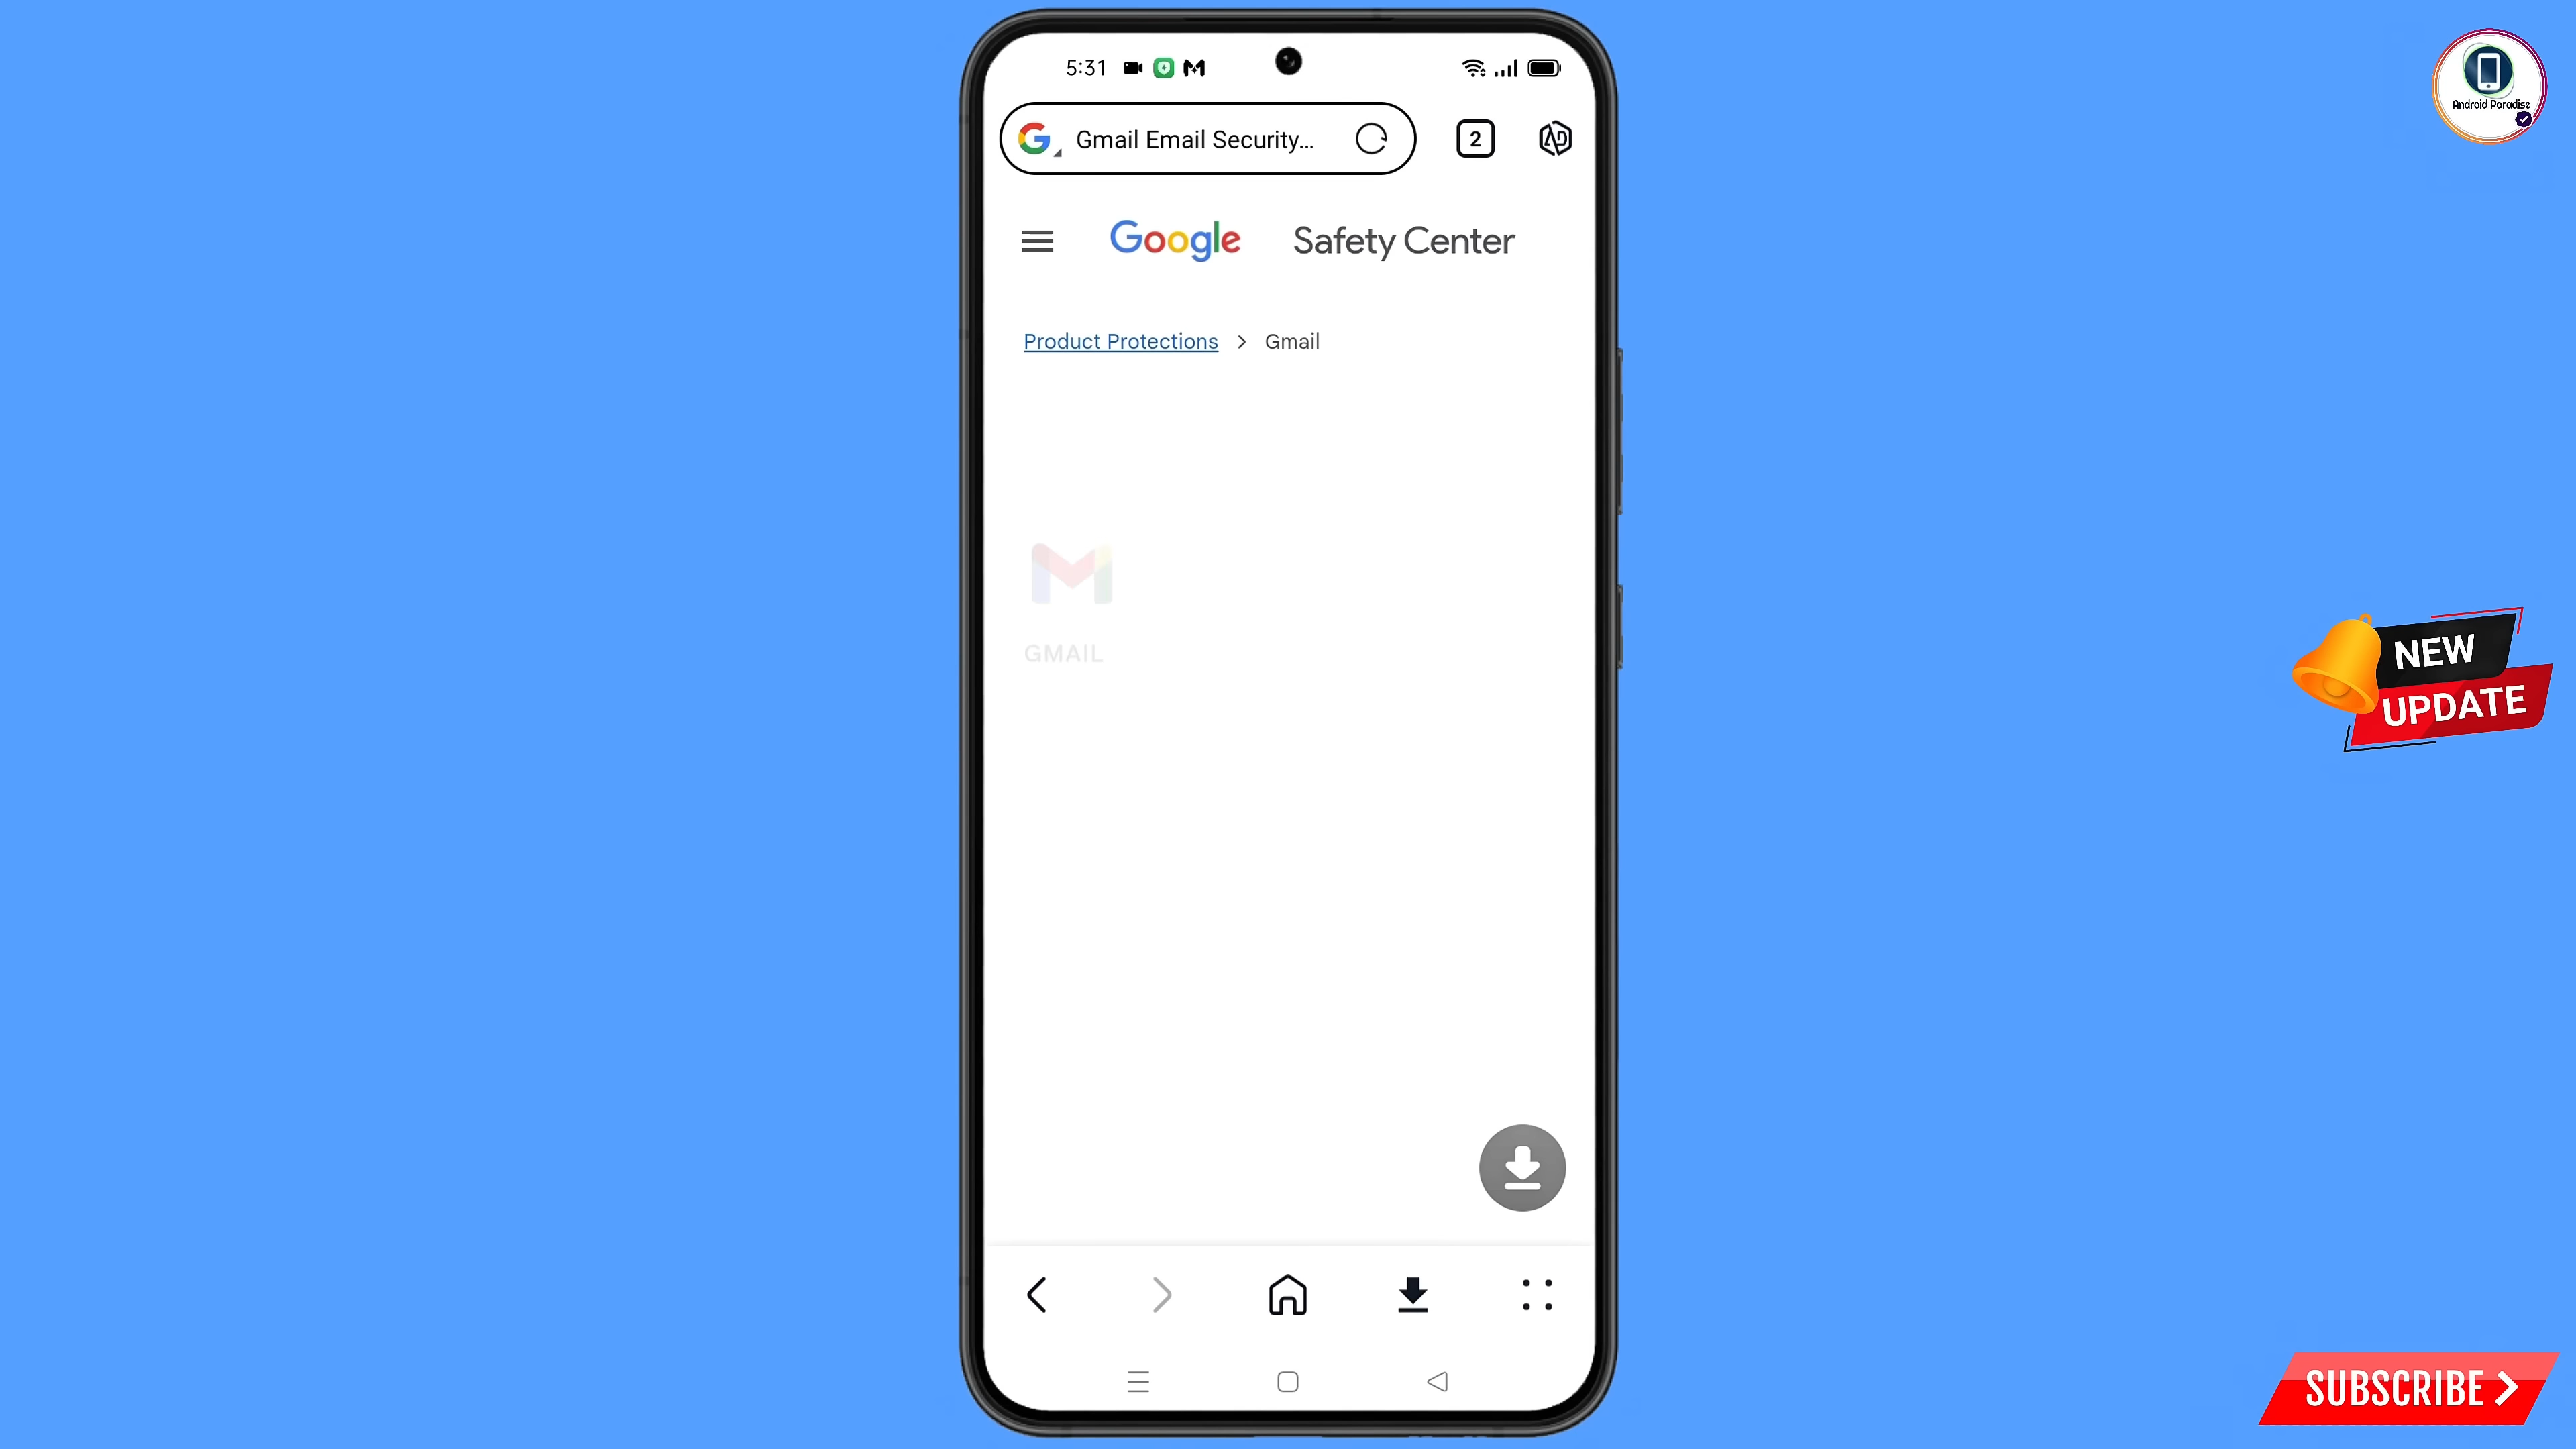 5:31
Gmail Email Security...
2
Google Safety Center
Product Protections > Gmail
GMAIL
Android Paradise
NEW
UPDATE
SUBSCRIBE